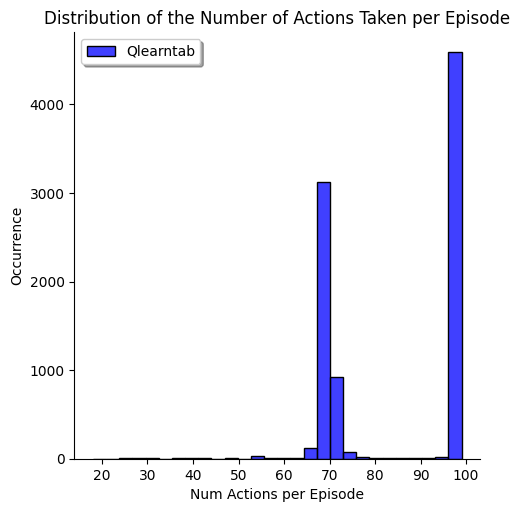 Distribution of the Number of Actions Taken per Episode
Qlearntab
4000
3000
2000
1000
0
Occurrence
20 30 40 50 60 70 80 90 100
Num Actions per Episode